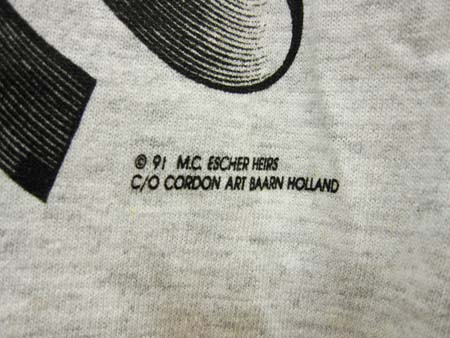 © 91 M.C. ESCHER HEIRS
C/O CORDON ART BAARN HOLLAND